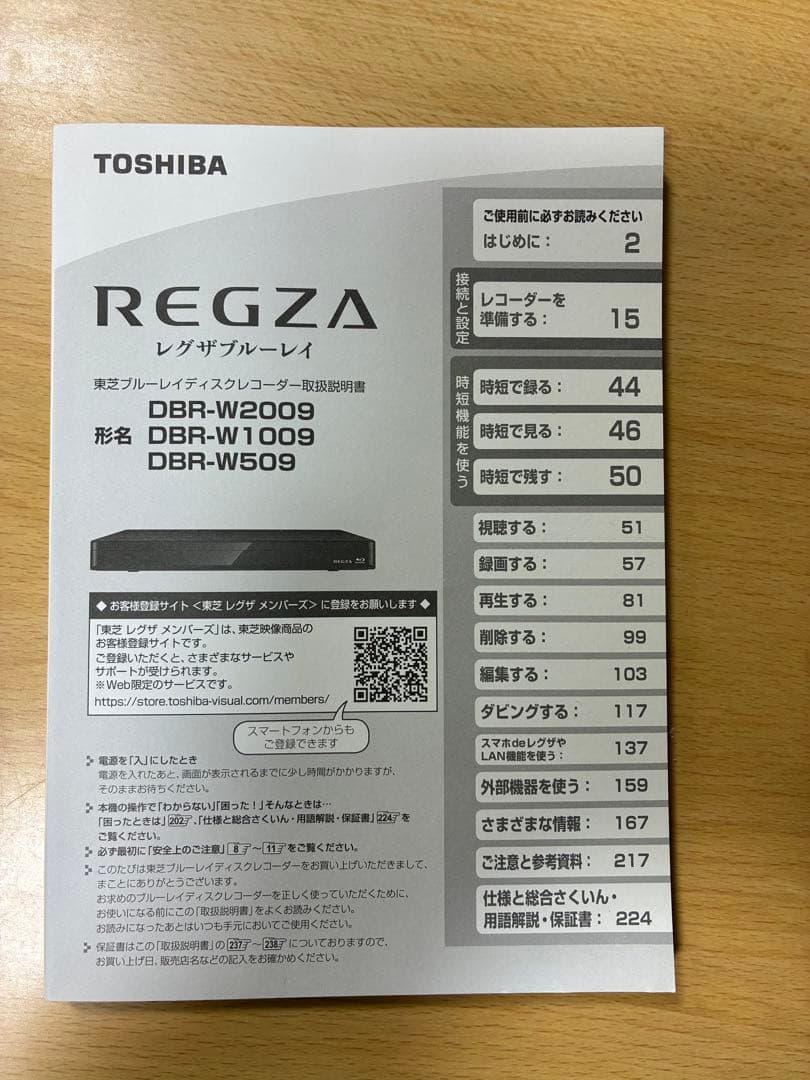 TOSHIBA
REGZA
レグザブルーレイ
東芝ブルーレイディスクレコーダー取扱説明書
形名
DBR-W2009
DBR-W1009
DBR-W509
REGZA
◆ お客様登録サイト <東芝 レグザ メンバーズ> に登録をお願いします ◆
「東芝 レグザ メンバーズ」は、東芝映像商品の
お客様登録サイトです。
ご登録いただくと、さまざまなサービスや
サポートが受けられます。
※Web限定のサービスです。
https://store.toshiba-visual.com/members/
スマートフォンからも
ご登録できます
電源を「入」にしたとき
電源を入れたあと、画面が表示されるまでに少し時間がかかりますが、
そのままお待ちください。
本機の操作で「わからない」「困った！」そんなときは…
「困ったときは」202、「仕様と総合さくいん・用語解説・保証書」224を
ご覧ください。
必ず最初に「安全上のご注意」8～11をご覧ください。
このたびは東芝ブルーレイディスクレコーダーをお買い上げいただきまして、
まことにありがとうございます。
お求めのブルーレイディスクレコーダーを正しく使っていただくために、
お使いになる前にこの「取扱説明書」をよくお読みください。
お読みになったあとはいつも手元においてご使用ください。
保証書はこの「取扱説明書」の237～238についておりますので、
お買い上げ日、販売店名などの記入をお確かめください。
ご使用前に必ずお読みください
はじめに： 2
接続と設定
レコーダーを
準備する： 15
時短機能を使う
時短で録る： 44
時短で見る： 46
時短で残す： 50
視聴する： 51
録画する： 57
再生する： 81
削除する： 99
編集する： 103
ダビングする： 117
スマホdeレグザや
LAN機能を使う： 137
外部機器を使う： 159
さまざまな情報： 167
ご注意と参考資料： 217
仕様と総合さくいん・
用語解説・保証書： 224